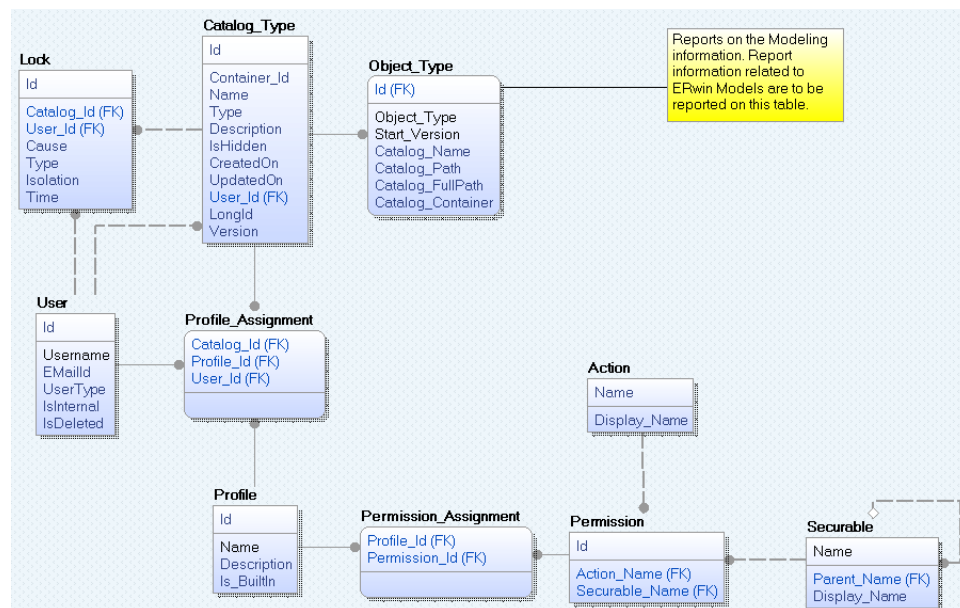 Catalog_Type
Id
Container_Id
Name
Type
Description
IsHidden
CreatedOn
UpdatedOn
User_Id (FK)
LongId
Version
Lock
Id
Catalog_Id (FK)
User_Id (FK)
Cause
Type
Isolation
Time
Object_Type
Id (FK)
Object_Type
Start_Version
Catalog_Name
Catalog_Path
Catalog_FullPath
Catalog_Container
Reports on the Modeling
information. Report
information related to
ERwin Models are to be
reported on this table.
User
Id
Username
EMailId
UserType
IsInternal
IsDeleted
Profile_Assignment
Catalog_Id (FK)
Profile_Id (FK)
User_Id (FK)
Action
Name
Display_Name
Profile
Id
Name
Description
Is_BuiltIn
Permission_Assignment
Profile_Id (FK)
Permission_Id (FK)
Permission
Id
Action_Name (FK)
Securable_Name (FK)
Securable
Name
Parent_Name (FK)
Display_Name